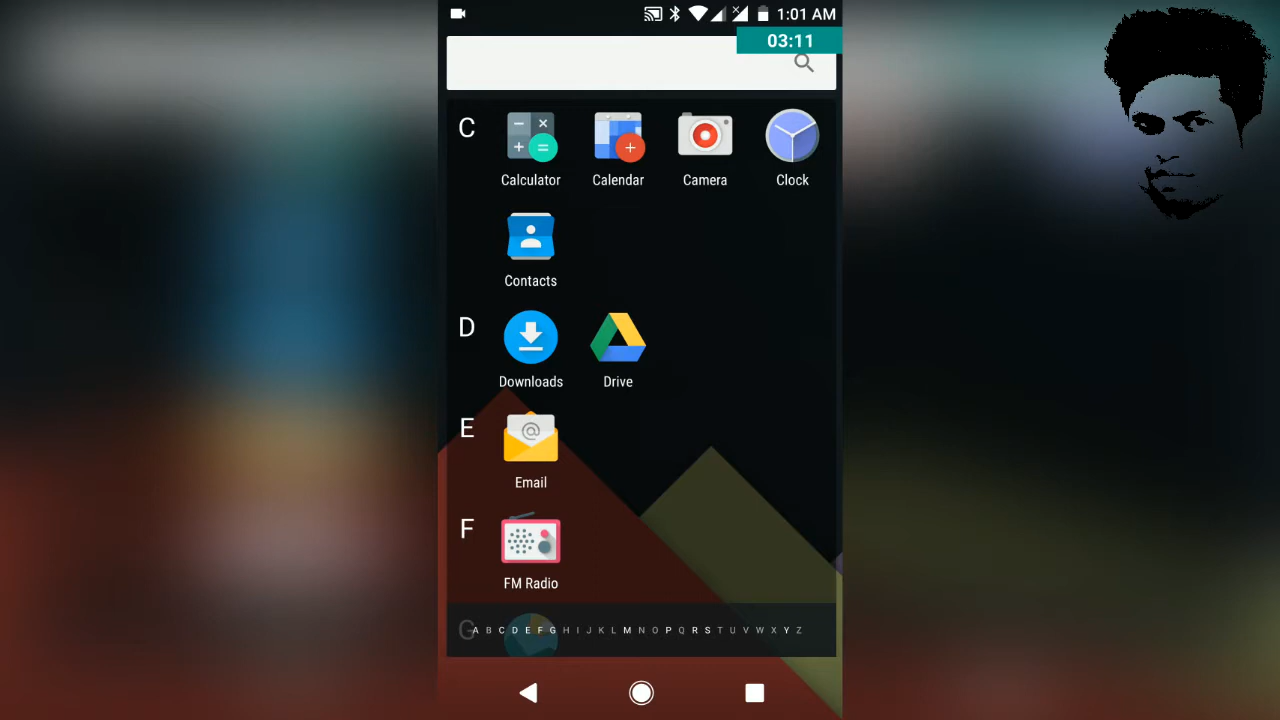 1:01 AM
03:11
C
Calculator Calendar Camera Clock
Contacts
D
Downloads Drive
E
Email
F
FM Radio
G
A B C D E F G H I J K L M N O P Q R S T U V W X Y Z